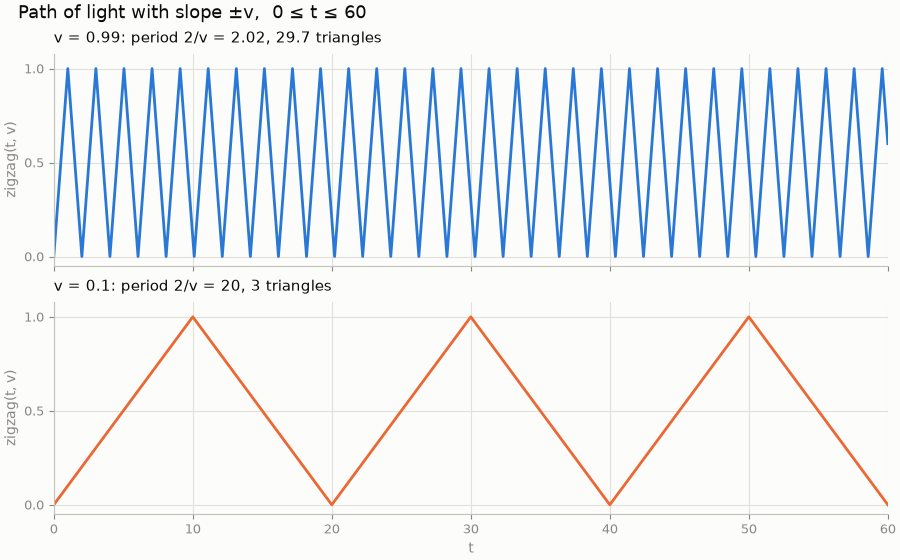 Path of light with slope ±v,  0 ≤ t ≤ 60
v = 0.99: period 2/v = 2.02, 29.7 triangles
1.0
0.5
0.0
zigzag(t, v)
v = 0.1: period 2/v = 20, 3 triangles
1.0
0.5
0.0
zigzag(t, v)
0 10 20 30 40 50 60
t